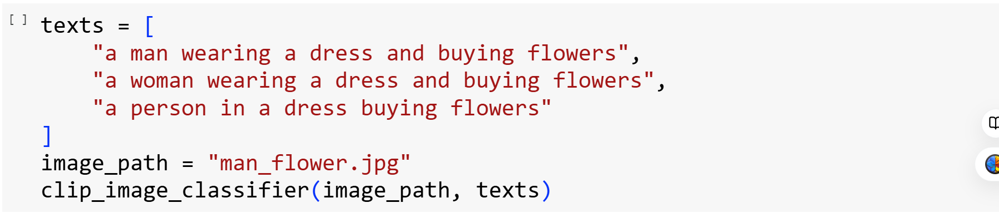 [ ] texts = [
"a man wearing a dress and buying flowers",
"a woman wearing a dress and buying flowers",
"a person in a dress buying flowers"
]
image_path = "man_flower.jpg"
clip_image_classifier(image_path, texts)